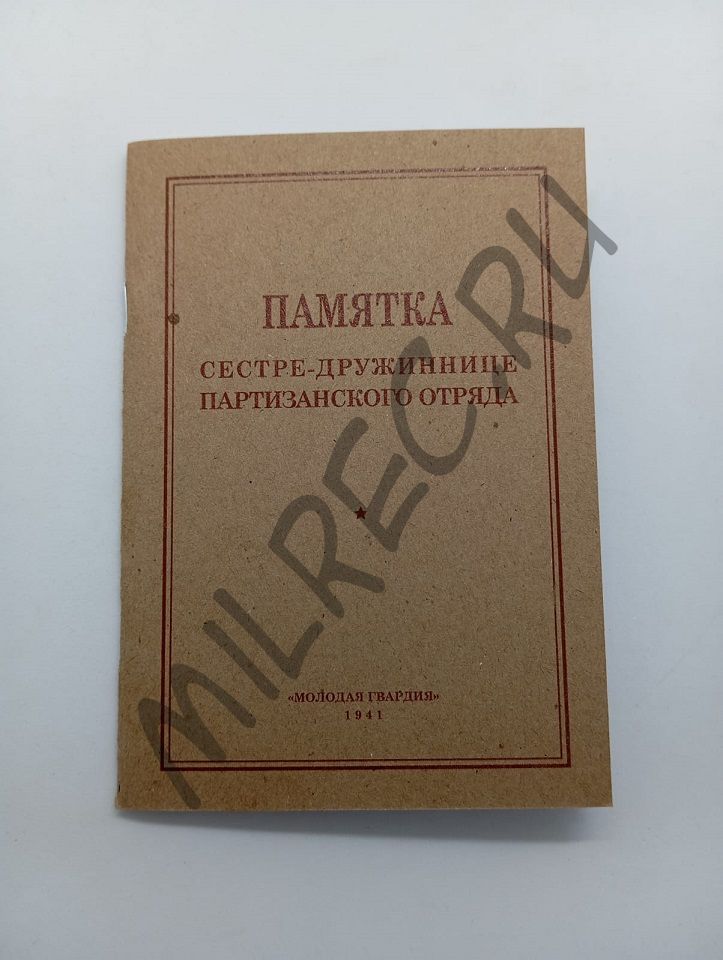 ПАМЯТКА
СЕСТРЕ-ДРУЖИННИЦЕ
ПАРТИЗАНСКОГО ОТРЯДА
«МОЛОДАЯ ГВАРДИЯ»
1941
MILREC.RU